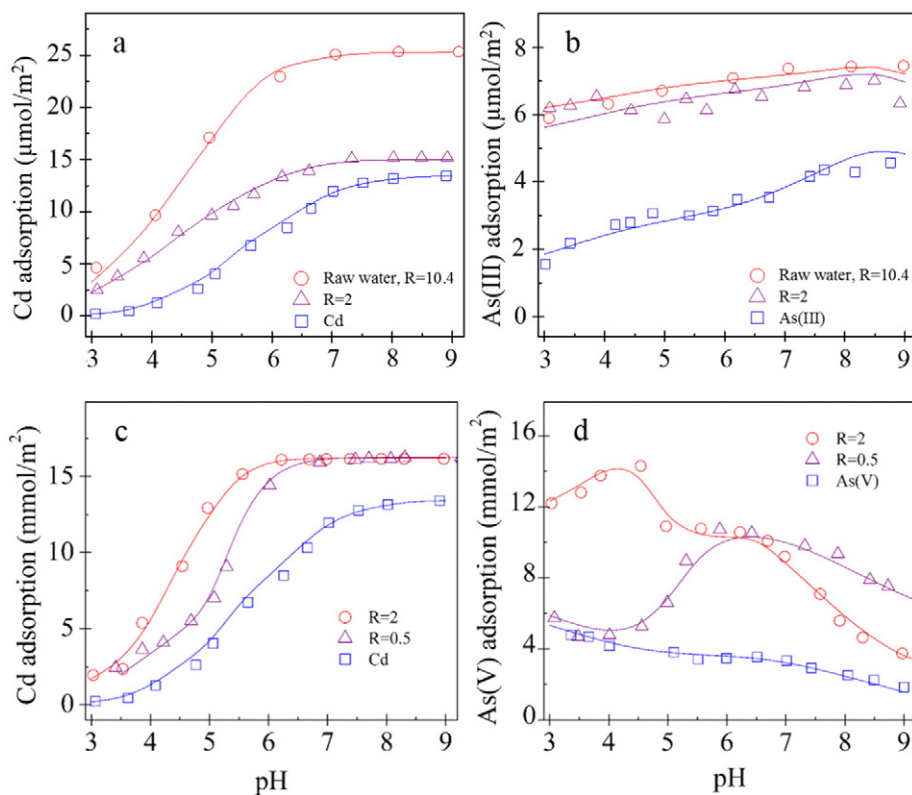 a
Cd adsorption (μmol/m²)
25
20
15
10
5
0
Raw water, R=10.4
R=2
Cd
3 4 5 6 7 8 9
b
As(III) adsorption (μmol/m²)
8
6
4
2
0
Raw water, R=10.4
R=2
As(III)
3 4 5 6 7 8 9
c
Cd adsorption (mmol/m²)
15
10
5
0
R=2
R=0.5
Cd
3 4 5 6 7 8 9
pH
d
As(V) adsorption (mmol/m²)
16
12
8
4
0
R=2
R=0.5
As(V)
3 4 5 6 7 8 9
pH